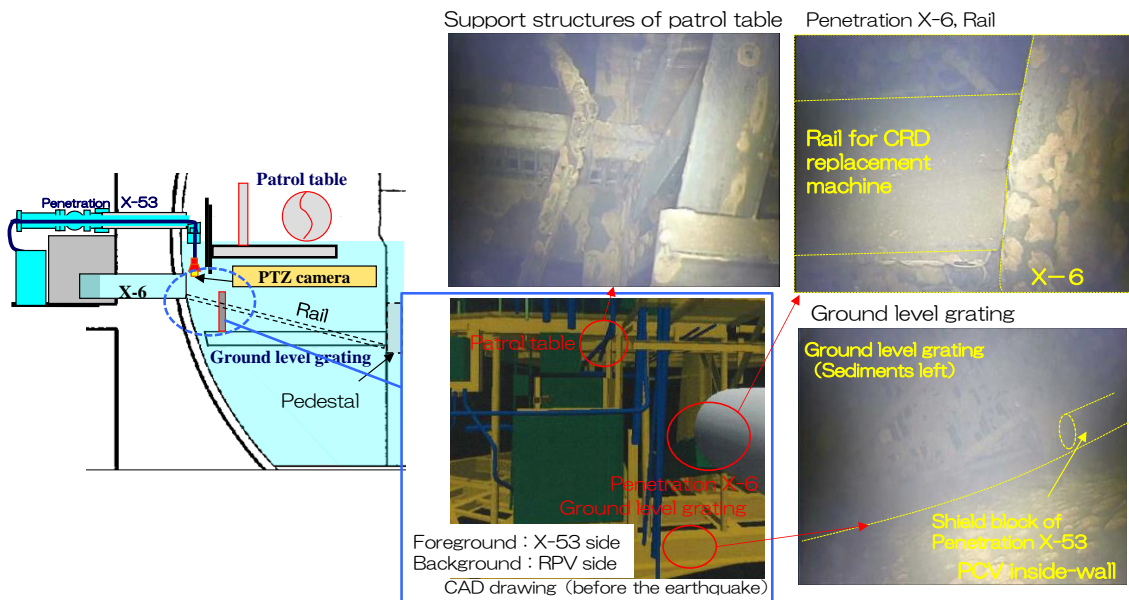 Support structures of patrol table
Penetration X-6, Rail
Patrol table
Penetration X-53
PTZ camera
X-6
Rail
Ground level grating
Pedestal
Rail for CRD
replacement
machine
X-6
Patrol table
Penetration X-6
Ground level grating
Foreground : X-53 side
Background : RPV side
CAD drawing (before the earthquake)
Ground level grating
Ground level grating
(Sediments left)
Shield block of
Penetration X-53
PCV inside-wall